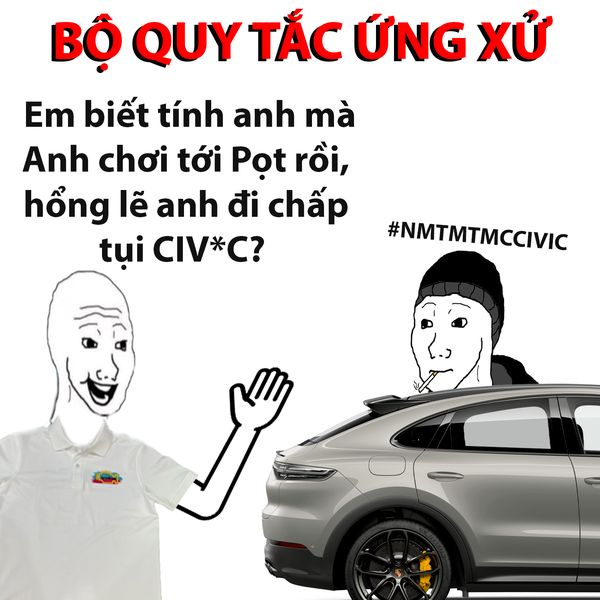 BỘ QUY TẮC ỨNG XỬ
Em biết tính anh mà
Anh chơi tới Pọt rồi,
hổng lẽ anh đi chấp
tụi CIV*C?
#NMTMTMCCIVIC